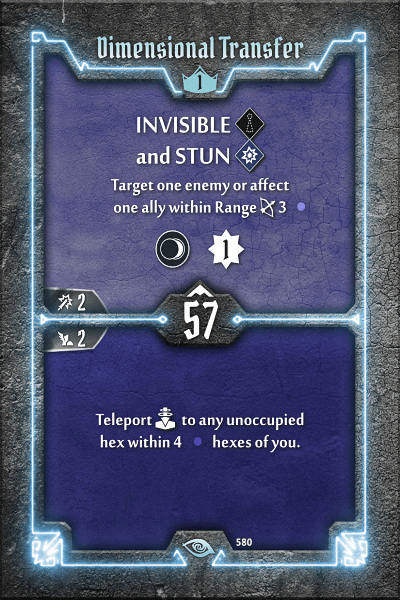 Dimensional Transfer
1
INVISIBLE
and STUN
Target one enemy or affect
one ally within Range 3
1
2
57
2
Teleport to any unoccupied
hex within 4 hexes of you.
580